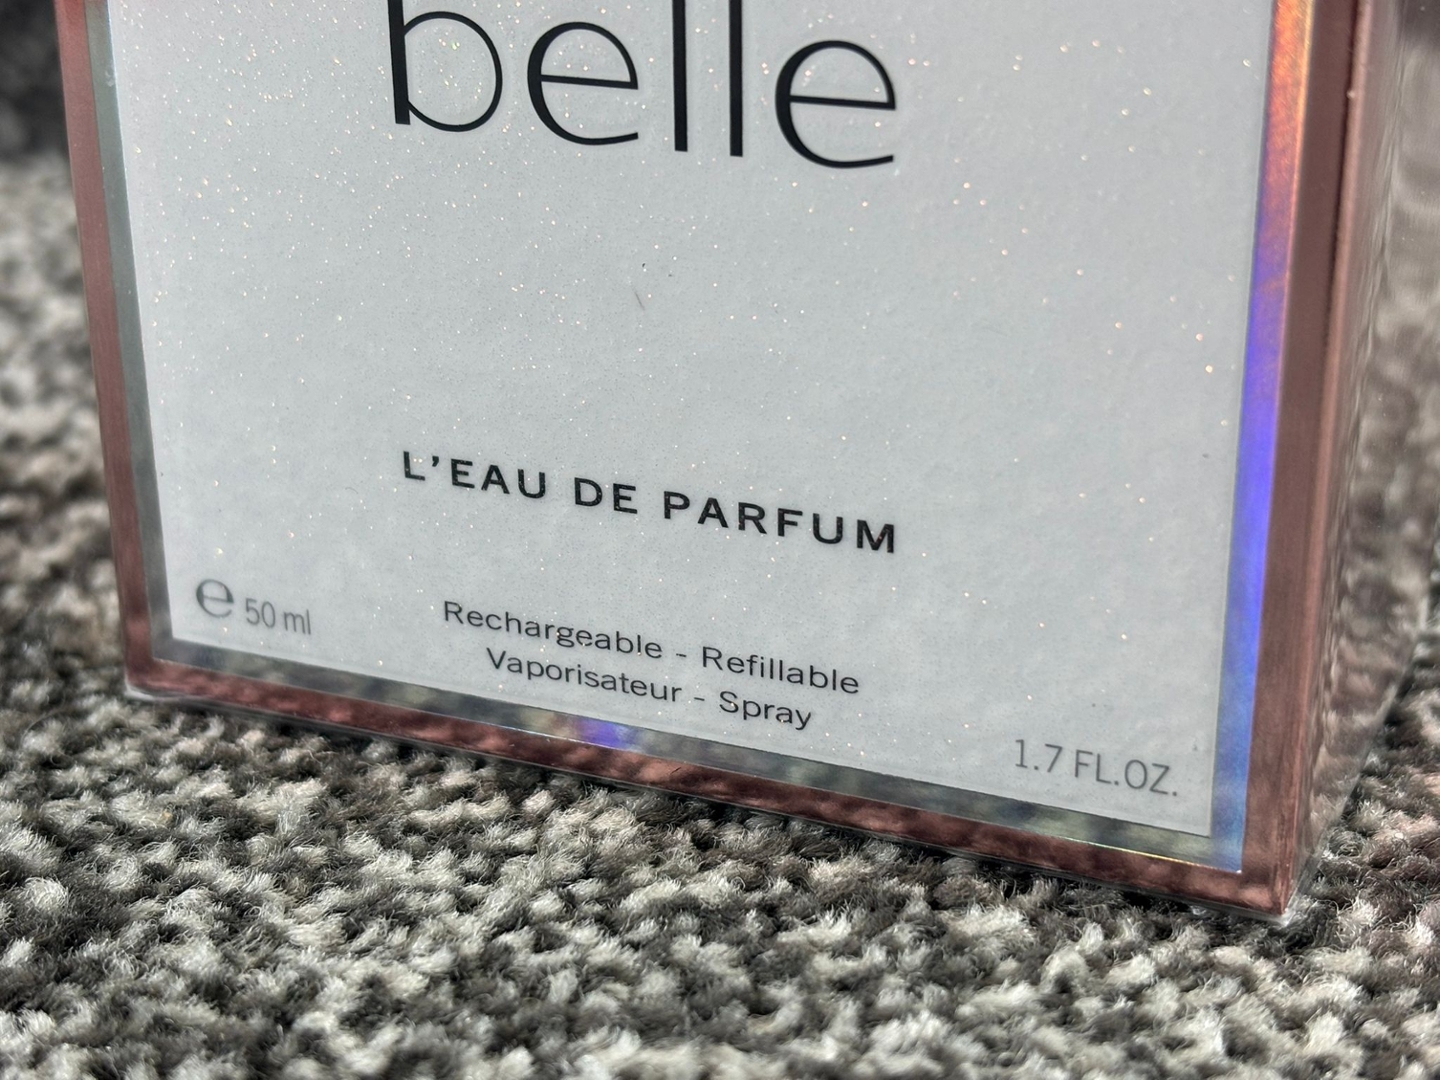 belle
L'EAU DE PARFUM
℮ 50 ml
Rechargeable - Refillable
Vaporisateur - Spray
1.7 FL.OZ.